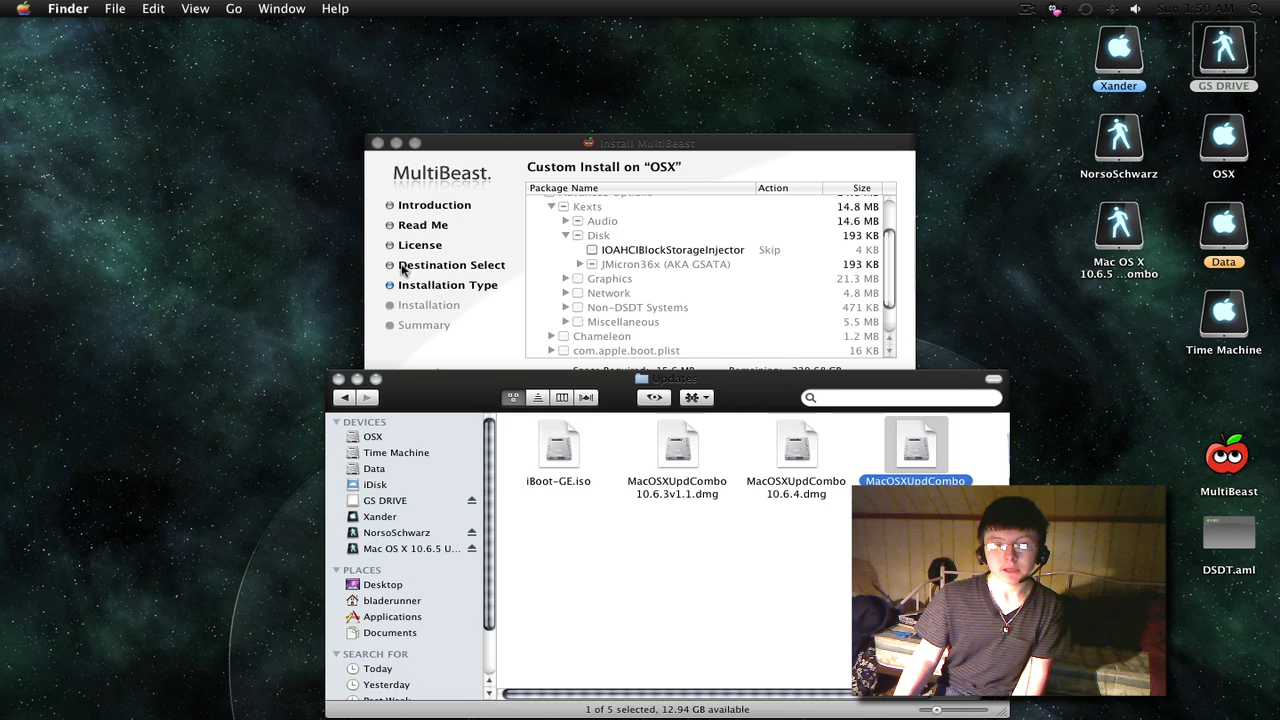 Finder File Edit View Go Window Help
Sun 1:50 AM
Xander
GS DRIVE
NorsoSchwarz
OSX
Mac OS X
10.6.5 ...ombo
Data
Time Machine
MultiBeast
DSDT.aml
Install MultiBeast
MultiBeast.
Introduction
Read Me
License
Destination Select
Installation Type
Installation
Summary
Custom Install on “OSX”
Package Name Action Size
Kexts 14.8 MB
Audio 14.6 MB
Disk 193 KB
IOAHCIBlockStorageInjector Skip 4 KB
JMicron36x (AKA GSATA) 193 KB
Graphics 21.3 MB
Network 4.8 MB
Non-DSDT Systems 471 KB
Miscellaneous 5.5 MB
Chameleon 1.2 MB
com.apple.boot.plist 16 KB
Updates
DEVICES
OSX
Time Machine
Data
iDisk
GS DRIVE
Xander
NorsoSchwarz
Mac OS X 10.6.5 U...
PLACES
Desktop
bladerunner
Applications
Documents
SEARCH FOR
Today
Yesterday
iBoot-GE.iso
MacOSXUpdCombo
10.6.3v1.1.dmg
MacOSXUpdCombo
10.6.4.dmg
MacOSXUpdCombo
1 of 5 selected, 12.94 GB available